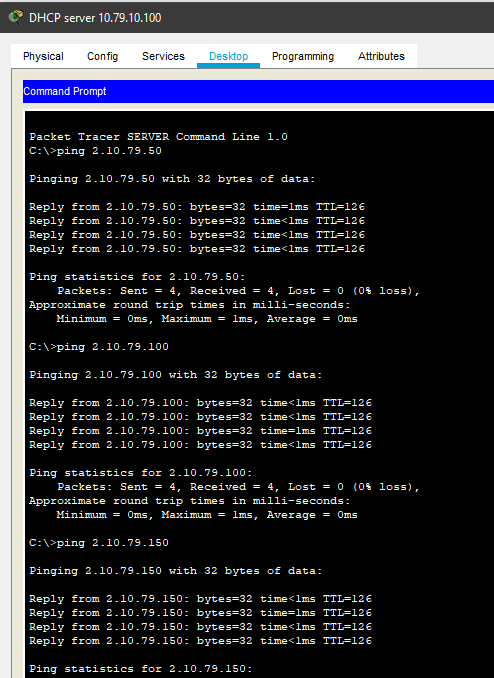 DHCP server 10.79.10.100
Physical Config Services Desktop Programming Attributes
Command Prompt
Packet Tracer SERVER Command Line 1.0
C:\>ping 2.10.79.50
Pinging 2.10.79.50 with 32 bytes of data:
Reply from 2.10.79.50: bytes=32 time=1ms TTL=126
Reply from 2.10.79.50: bytes=32 time<1ms TTL=126
Reply from 2.10.79.50: bytes=32 time<1ms TTL=126
Reply from 2.10.79.50: bytes=32 time<1ms TTL=126
Ping statistics for 2.10.79.50:
Packets: Sent = 4, Received = 4, Lost = 0 (0% loss),
Approximate round trip times in milli-seconds:
Minimum = 0ms, Maximum = 1ms, Average = 0ms
C:\>ping 2.10.79.100
Pinging 2.10.79.100 with 32 bytes of data:
Reply from 2.10.79.100: bytes=32 time<1ms TTL=126
Reply from 2.10.79.100: bytes=32 time<1ms TTL=126
Reply from 2.10.79.100: bytes=32 time=1ms TTL=126
Reply from 2.10.79.100: bytes=32 time<1ms TTL=126
Ping statistics for 2.10.79.100:
Packets: Sent = 4, Received = 4, Lost = 0 (0% loss),
Approximate round trip times in milli-seconds:
Minimum = 0ms, Maximum = 1ms, Average = 0ms
C:\>ping 2.10.79.150
Pinging 2.10.79.150 with 32 bytes of data:
Reply from 2.10.79.150: bytes=32 time<1ms TTL=126
Reply from 2.10.79.150: bytes=32 time=1ms TTL=126
Reply from 2.10.79.150: bytes=32 time<1ms TTL=126
Reply from 2.10.79.150: bytes=32 time<1ms TTL=126
Ping statistics for 2.10.79.150: